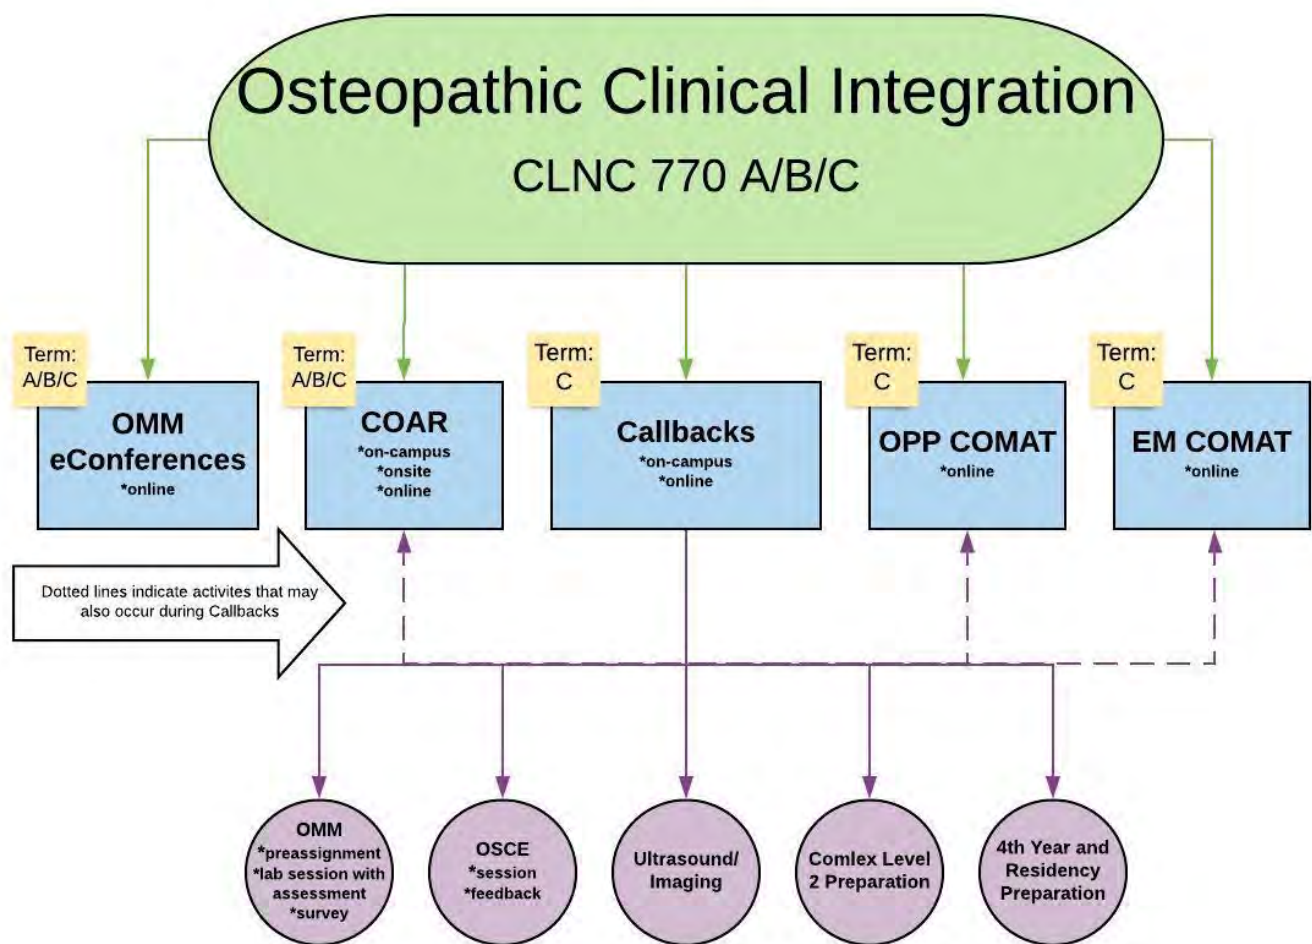 Osteopathic Clinical Integration
CLNC 770 A/B/C
Term:
A/B/C
OMM
eConferences
*online
Term:
A/B/C
COAR
*on-campus
*onsite
*online
Term:
C
Callbacks
*on-campus
*online
Term:
C
OPP COMAT
*online
Term:
C
EM COMAT
*online
Dotted lines indicate activites that may
also occur during Callbacks
OMM
*preassignment
*lab session with
assessment
*survey
OSCE
*session
*feedback
Ultrasound/
Imaging
Comlex Level
2 Preparation
4th Year and
Residency
Preparation